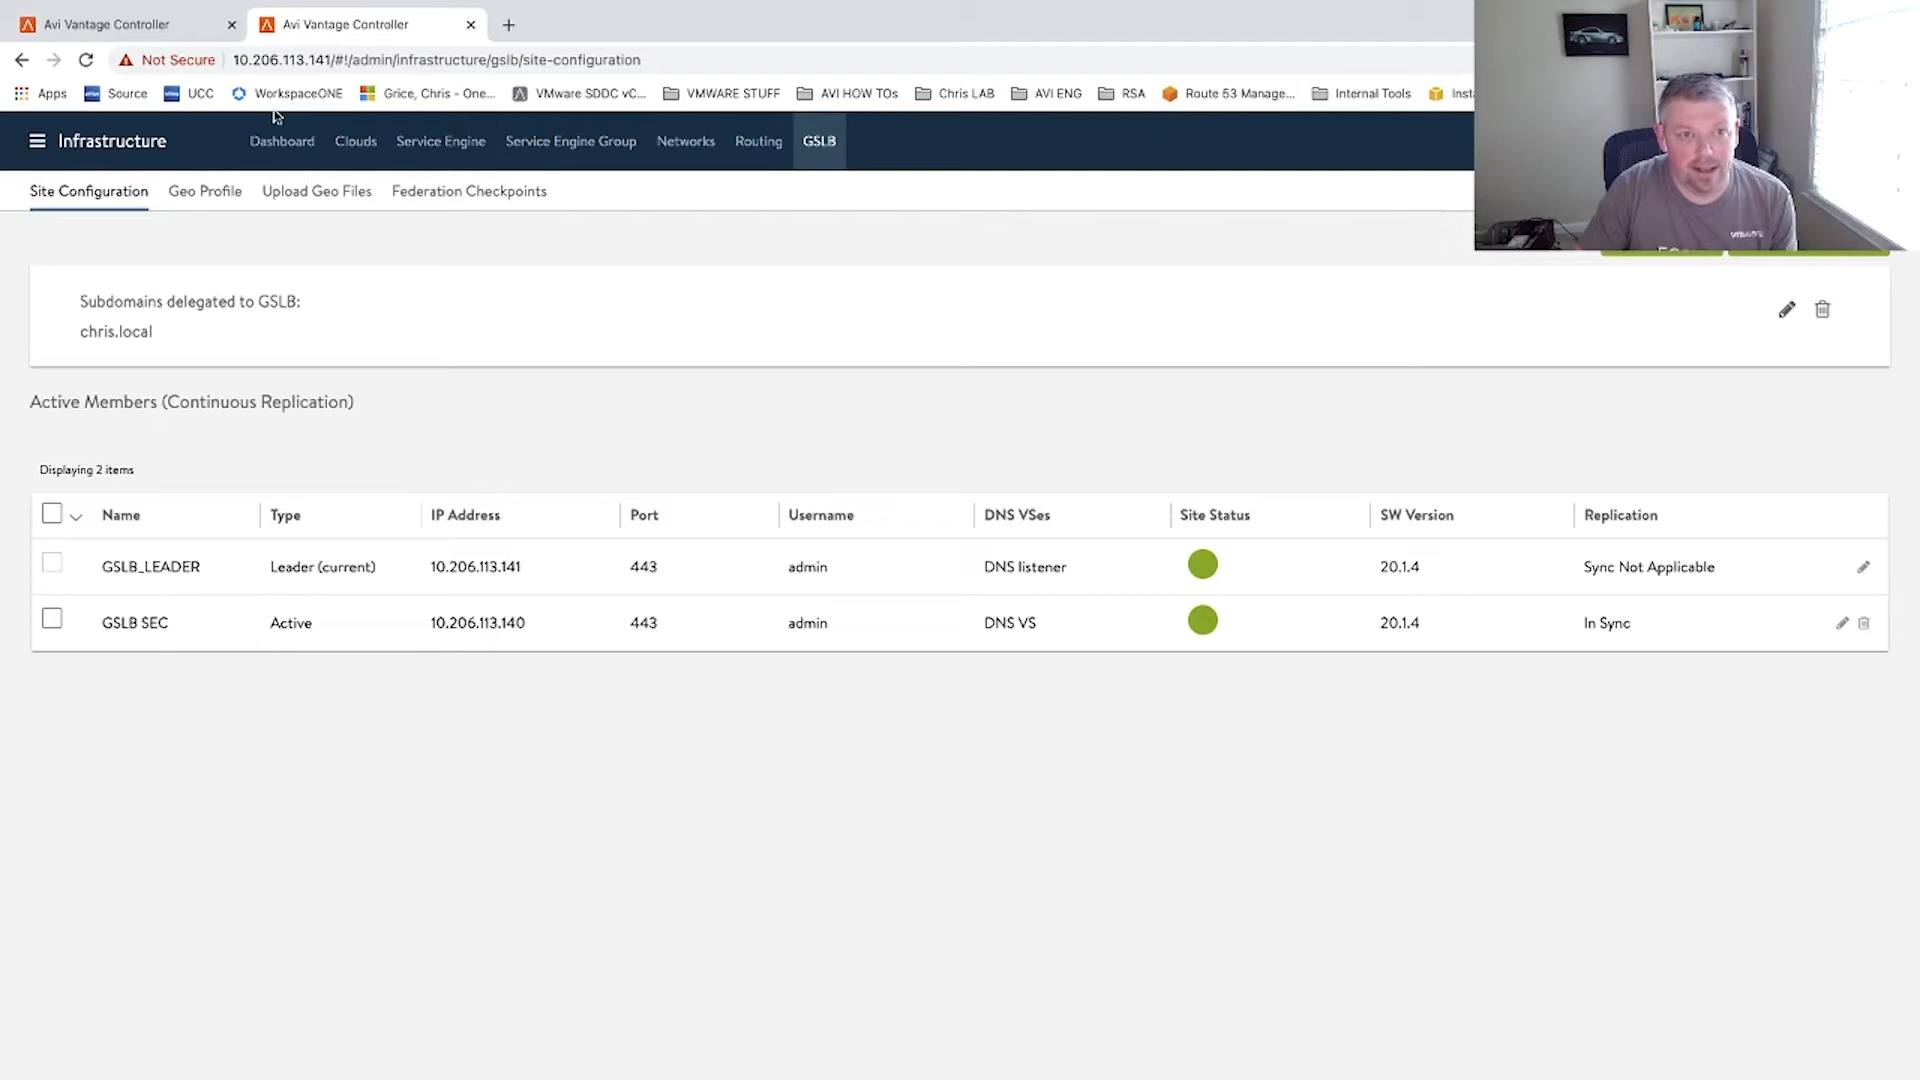 Avi Vantage Controller
Avi Vantage Controller
Not Secure
10.206.113.141/#!/admin/infrastructure/gslb/site-configuration
Apps Source UCC WorkspaceONE Grice, Chris - One... VMware SDDC vC... VMWARE STUFF AVI HOW TOs Chris LAB AVI ENG RSA Route 53 Manage... Internal Tools Insta
Infrastructure Dashboard Clouds Service Engine Service Engine Group Networks Routing GSLB
Site Configuration Geo Profile Upload Geo Files Federation Checkpoints
Subdomains delegated to GSLB:
chris.local
Active Members (Continuous Replication)
Displaying 2 items
Name Type IP Address Port Username DNS VSes Site Status SW Version Replication
GSLB_LEADER Leader (current) 10.206.113.141 443 admin DNS listener 20.1.4 Sync Not Applicable
GSLB SEC Active 10.206.113.140 443 admin DNS VS 20.1.4 In Sync